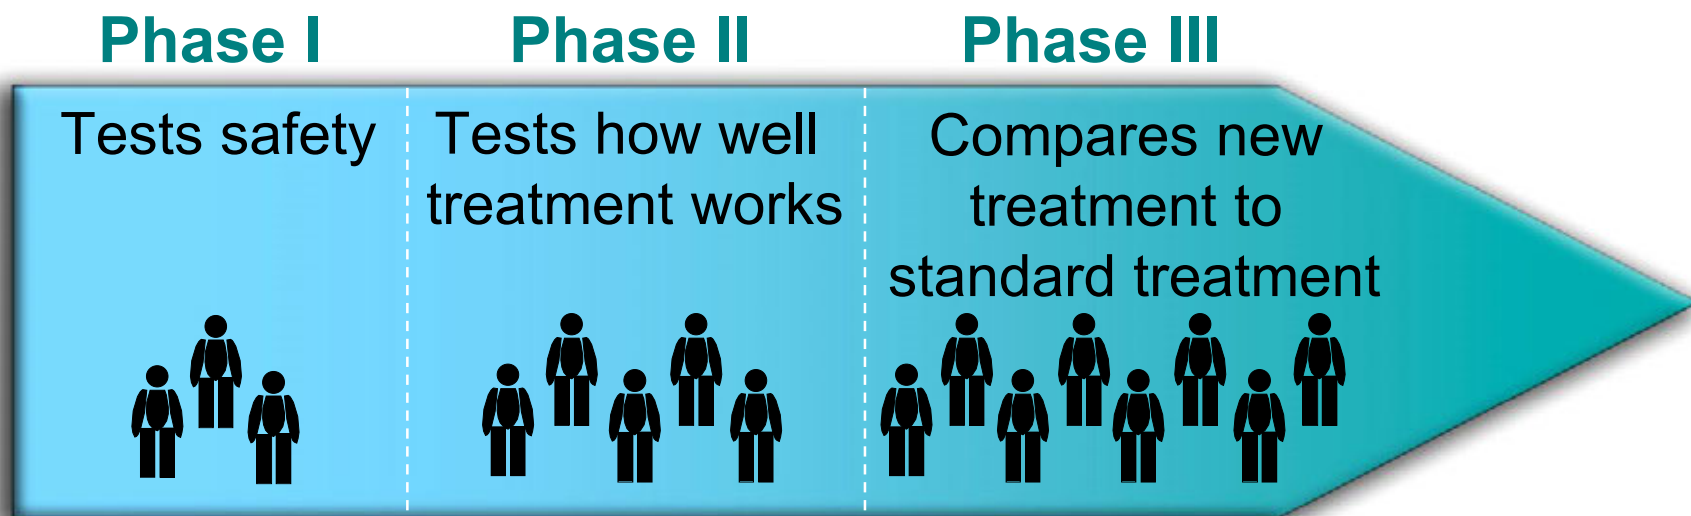 Phase I
Tests safety
Phase II
Tests how well
treatment works
Phase III
Compares new
treatment to
standard treatment